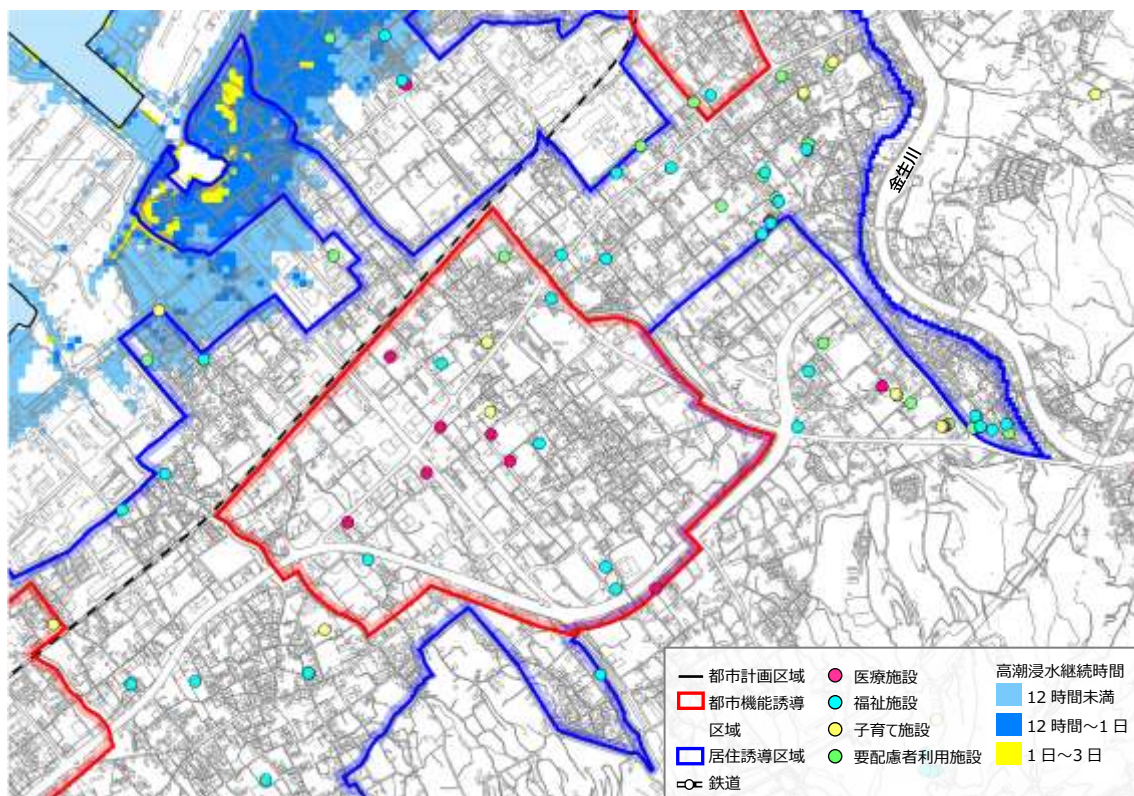 金生川
都市計画区域
都市機能誘導
区域
居住誘導区域
鉄道
医療施設
福祉施設
子育て施設
要配慮者利用施設
高潮浸水継続時間
12 時間未満
12 時間～1 日
1 日～3 日